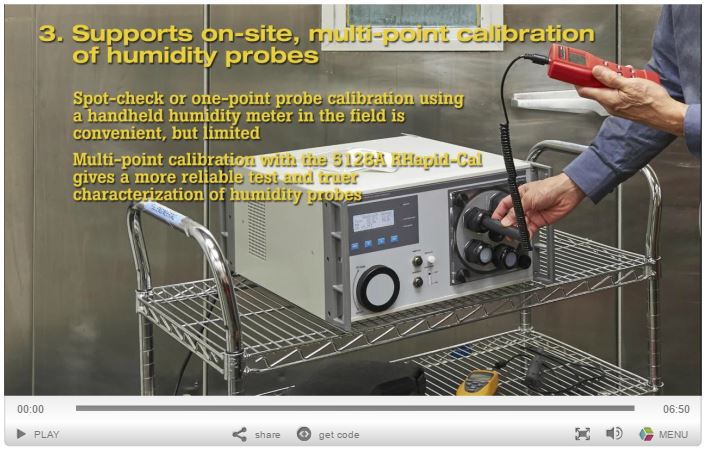 3. Supports on-site, multi-point calibration
of humidity probes
Spot-check or one-point probe calibration using
a handheld humidity meter in the field is
convenient, but limited
Multi-point calibration with the 5128A RHapid-Cal
gives a more reliable test and truer
characterization of humidity probes
00:00
06:50
PLAY
share
get code
MENU